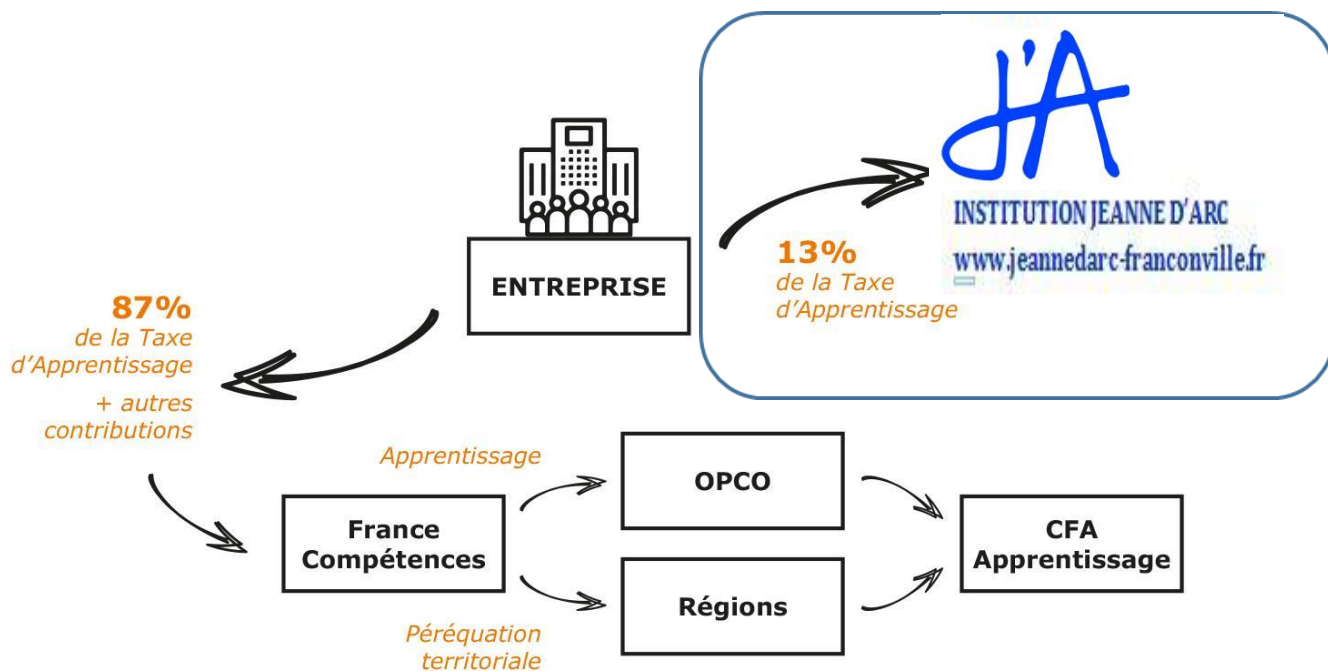 J'A
INSTITUTION JEANNE D'ARC
www.jeannedarc-franconville.fr
ENTREPRISE
13%
de la Taxe
d'Apprentissage
87%
de la Taxe
d'Apprentissage
+ autres
contributions
Apprentissage
OPCO
France
Compétences
CFA
Apprentissage
Régions
Péréquation
territoriale